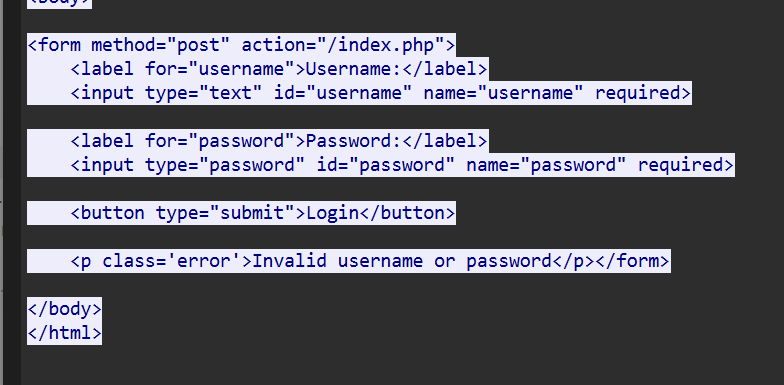 <body>
<form method="post" action="/index.php">
<label for="username">Username:</label>
<input type="text" id="username" name="username" required>
<label for="password">Password:</label>
<input type="password" id="password" name="password" required>
<button type="submit">Login</button>
<p class='error'>Invalid username or password</p></form>
</body>
</html>